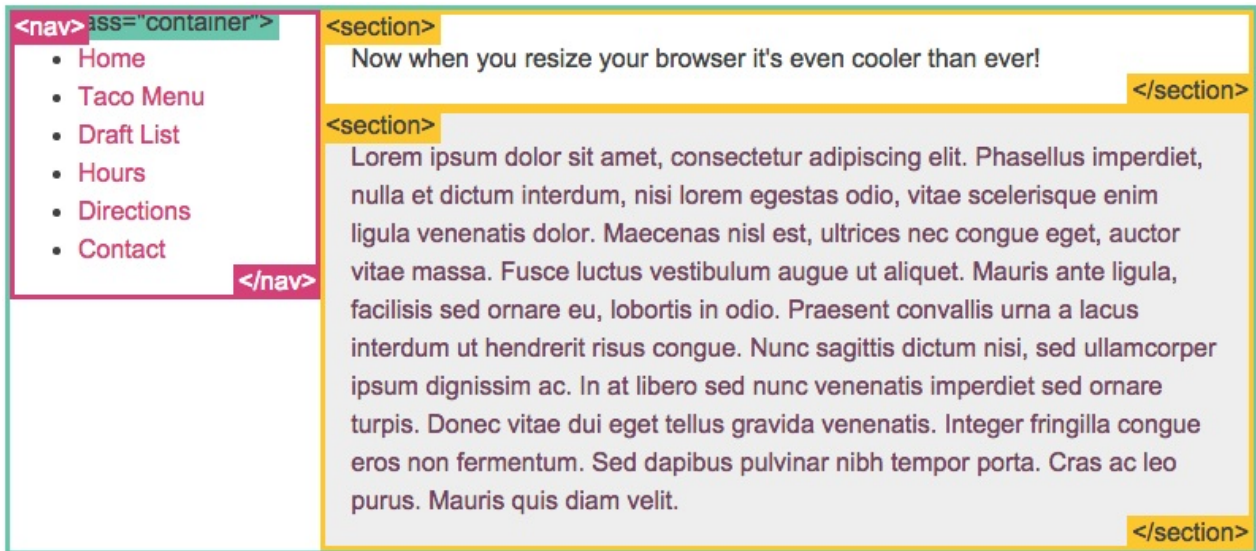 <nav>
ass="container">
Home
Taco Menu
Draft List
Hours
Directions
Contact
</nav>
<section>
Now when you resize your browser it's even cooler than ever!
</section>
<section>
Lorem ipsum dolor sit amet, consectetur adipiscing elit. Phasellus imperdiet,
nulla et dictum interdum, nisi lorem egestas odio, vitae scelerisque enim
ligula venenatis dolor. Maecenas nisl est, ultrices nec congue eget, auctor
vitae massa. Fusce luctus vestibulum augue ut aliquet. Mauris ante ligula,
facilisis sed ornare eu, lobortis in odio. Praesent convallis urna a lacus
interdum ut hendrerit risus congue. Nunc sagittis dictum nisi, sed ullamcorper
ipsum dignissim ac. In at libero sed nunc venenatis imperdiet sed ornare
turpis. Donec vitae dui eget tellus gravida venenatis. Integer fringilla congue
eros non fermentum. Sed dapibus pulvinar nibh tempor porta. Cras ac leo
purus. Mauris quis diam velit.
</section>